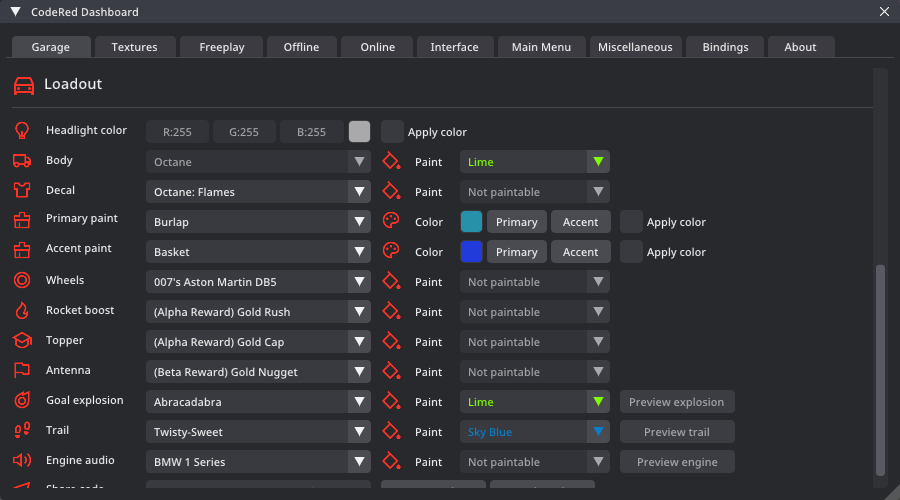 CodeRed Dashboard
Garage Textures Freeplay Offline Online Interface Main Menu Miscellaneous Bindings About
Loadout
Headlight color R:255 G:255 B:255 Apply color
Body Octane Paint Lime
Decal Octane: Flames Paint Not paintable
Primary paint Burlap Color Primary Accent Apply color
Accent paint Basket Color Primary Accent Apply color
Wheels 007's Aston Martin DB5 Paint Not paintable
Rocket boost (Alpha Reward) Gold Rush Paint Not paintable
Topper (Alpha Reward) Gold Cap Paint Not paintable
Antenna (Beta Reward) Gold Nugget Paint Not paintable
Goal explosion Abracadabra Paint Lime Preview explosion
Trail Twisty-Sweet Paint Sky Blue Preview trail
Engine audio BMW 1 Series Paint Not paintable Preview engine
Share code